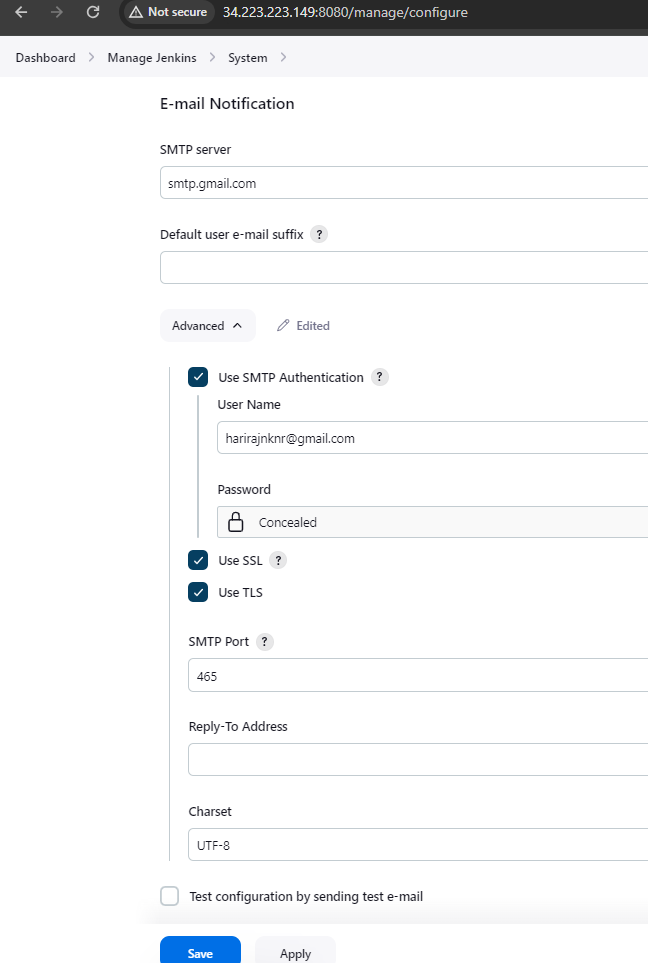 Not secure 34.223.223.149:8080/manage/configure
Dashboard > Manage Jenkins > System >
E-mail Notification
SMTP server
smtp.gmail.com
Default user e-mail suffix ?
Advanced Edited
Use SMTP Authentication ?
User Name
harirajnknr@gmail.com
Password
Concealed
Use SSL ?
Use TLS
SMTP Port ?
465
Reply-To Address
Charset
UTF-8
Test configuration by sending test e-mail
Save Apply